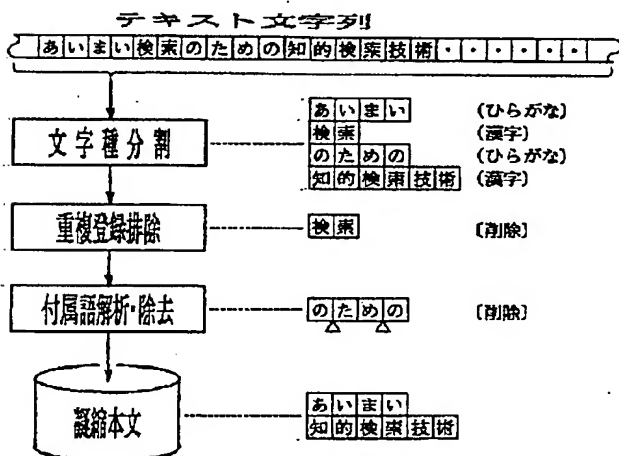 テキスト文字列
あいまい検索のための知的検索技術・・・・・・
文字種分割
あいまい (ひらがな)
検索 (漢字)
のための (ひらがな)
知的検索技術 (漢字)
重複登録排除
検索 [削除]
付属語解析・除去
のための [削除]
凝縮本文
あいまい
知的検索技術